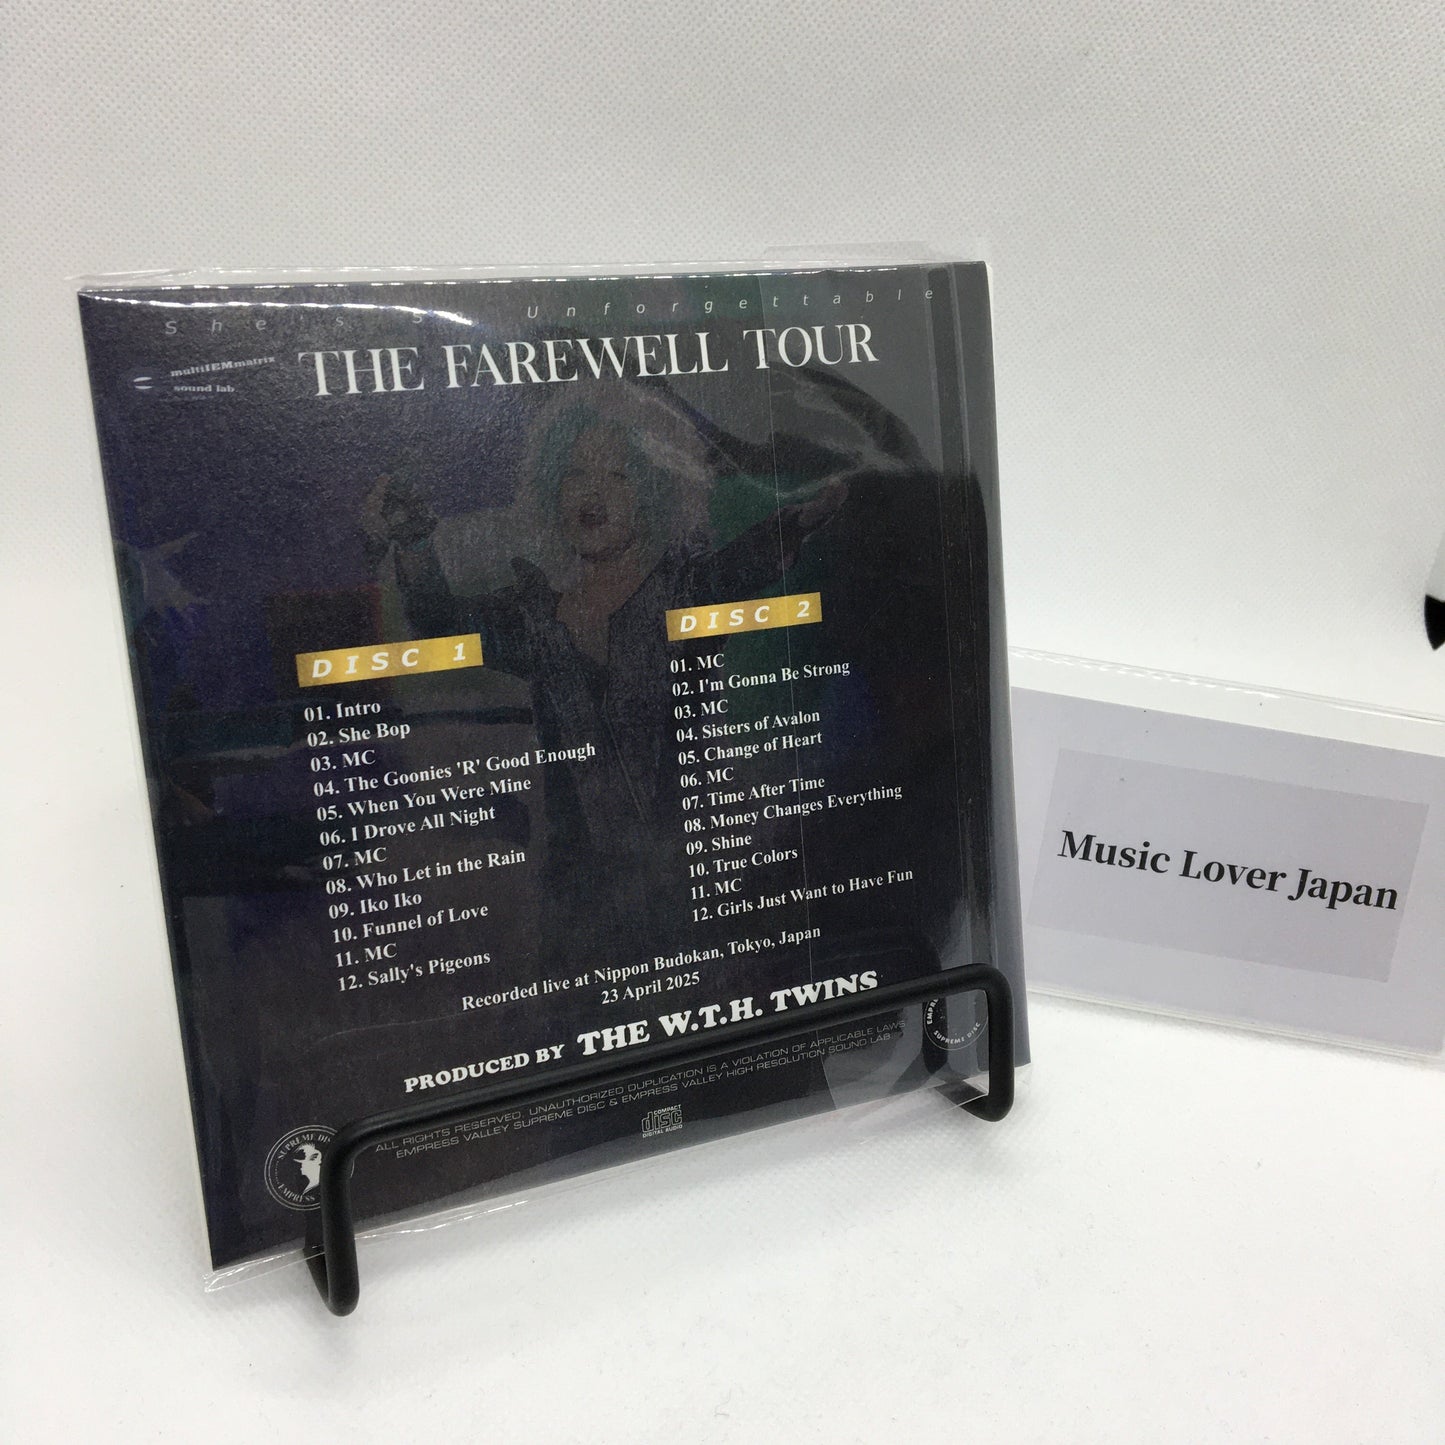 She's So Unforgettable
THE FAREWELL TOUR
multiIEMmatrix
sound lab
DISC 1
01. Intro
02. She Bop
03. MC
04. The Goonies 'R' Good Enough
05. When You Were Mine
06. I Drove All Night
07. MC
08. Who Let in the Rain
09. Iko Iko
10. Funnel of Love
11. MC
12. Sally's Pigeons
DISC 2
01. MC
02. I'm Gonna Be Strong
03. MC
04. Sisters of Avalon
05. Change of Heart
06. MC
07. Time After Time
08. Money Changes Everything
09. Shine
10. True Colors
11. MC
12. Girls Just Want to Have Fun
Recorded live at Nippon Budokan, Tokyo, Japan
23 April 2025
PRODUCED BY THE W.T.H. TWINS
ALL RIGHTS RESERVED. UNAUTHORIZED DUPLICATION IS A VIOLATION OF APPLICABLE LAWS
EMPRESS VALLEY SUPREME DISC & EMPRESS VALLEY HIGH RESOLUTION SOUND LAB
COMPACT
disc
DIGITAL AUDIO
SUPREME DISC
Music Lover Japan